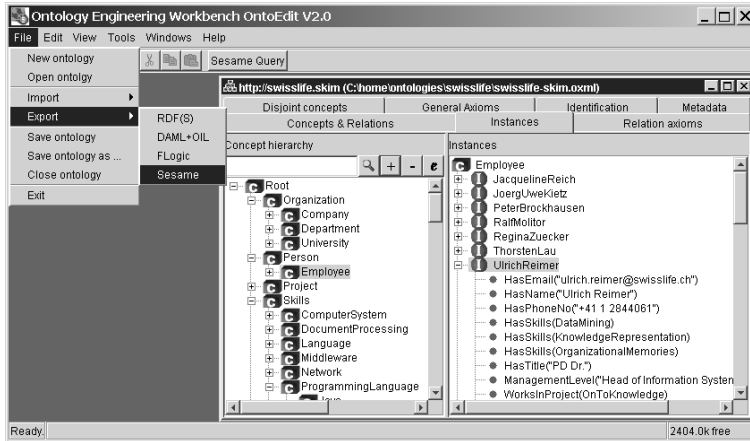 Ontology Engineering Workbench OntoEdit V2.0
File Edit View Tools Windows Help
New ontology
Open ontolgy
Import
Export
Save ontology
Save ontology as ...
Close ontology
Exit
RDF(S)
DAML+OIL
FLogic
Sesame
Sesame Query
http://swisslife.skim (C:\home\ontologies\swisslife\swisslife-skim.oxml)
Disjoint concepts General Axioms Identification Metadata
Concepts & Relations Instances Relation axioms
Concept hierarchy
+ - e
Root
Organization
Company
Department
University
Person
Employee
Project
Skills
ComputerSystem
DocumentProcessing
Language
Middleware
Network
ProgrammingLanguage
Instances
Employee
JacquelineReich
JoergUweKietz
PeterBrockhausen
RalfMolitor
ReginaZuecker
ThorstenLau
UlrichReimer
HasEmail("ulrich.reimer@swisslife.ch")
HasName("Ulrich Reimer")
HasPhoneNo("+41 1 2844061")
HasSkills(DataMining)
HasSkills(KnowledgeRepresentation)
HasSkills(OrganizationalMemories)
HasTitle("PD Dr.")
ManagementLevel("Head of Information System
WorksInProject(OnToKnowledge)
Ready. 2404.0k free